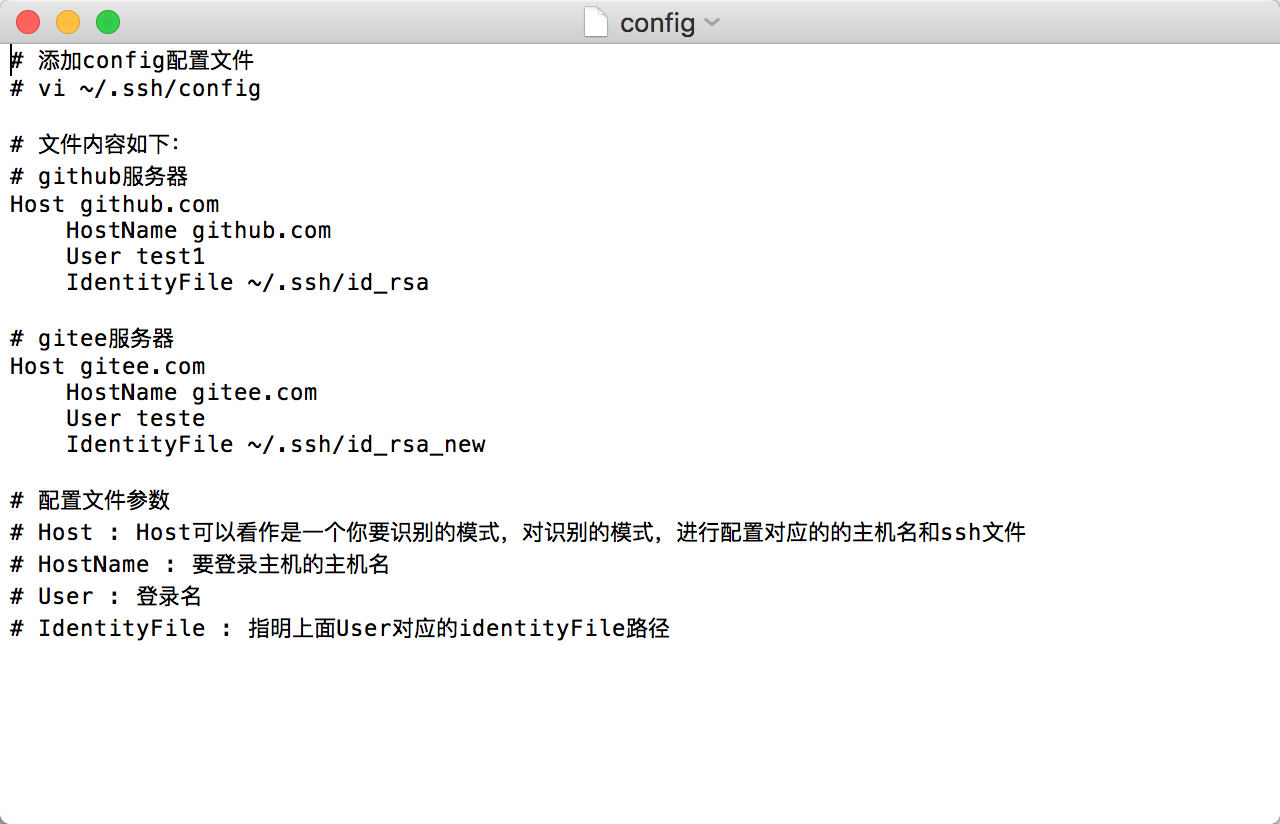 config
# 添加config配置文件
# vi ~/.ssh/config
# 文件内容如下：
# github服务器
Host github.com
    HostName github.com
    User test1
    IdentityFile ~/.ssh/id_rsa
# gitee服务器
Host gitee.com
    HostName gitee.com
    User teste
    IdentityFile ~/.ssh/id_rsa_new
# 配置文件参数
# Host : Host可以看作是一个你要识别的模式，对识别的模式，进行配置对应的的主机名和ssh文件
# HostName : 要登录主机的主机名
# User : 登录名
# IdentityFile : 指明上面User对应的identityFile路径